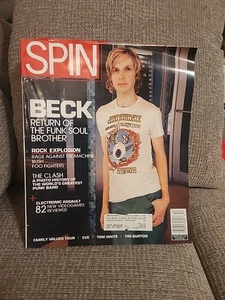 SPIN
BECK
RETURN OF
THE FUNK SOUL
BROTHER
ROCK EXPLOSION
RAGE AGAINST THE MACHINE
BUSH
FOO FIGHTERS
THE CLASH
A PHOTO HISTORY OF
THE WORLD'S GREATEST
PUNK BAND
+
ELECTRONIC ASSAULT
82 NEW VIDEOGAMES
REVIEWED
FAMILY VALUES TOUR EVE TOM WAITS TIM BURTON